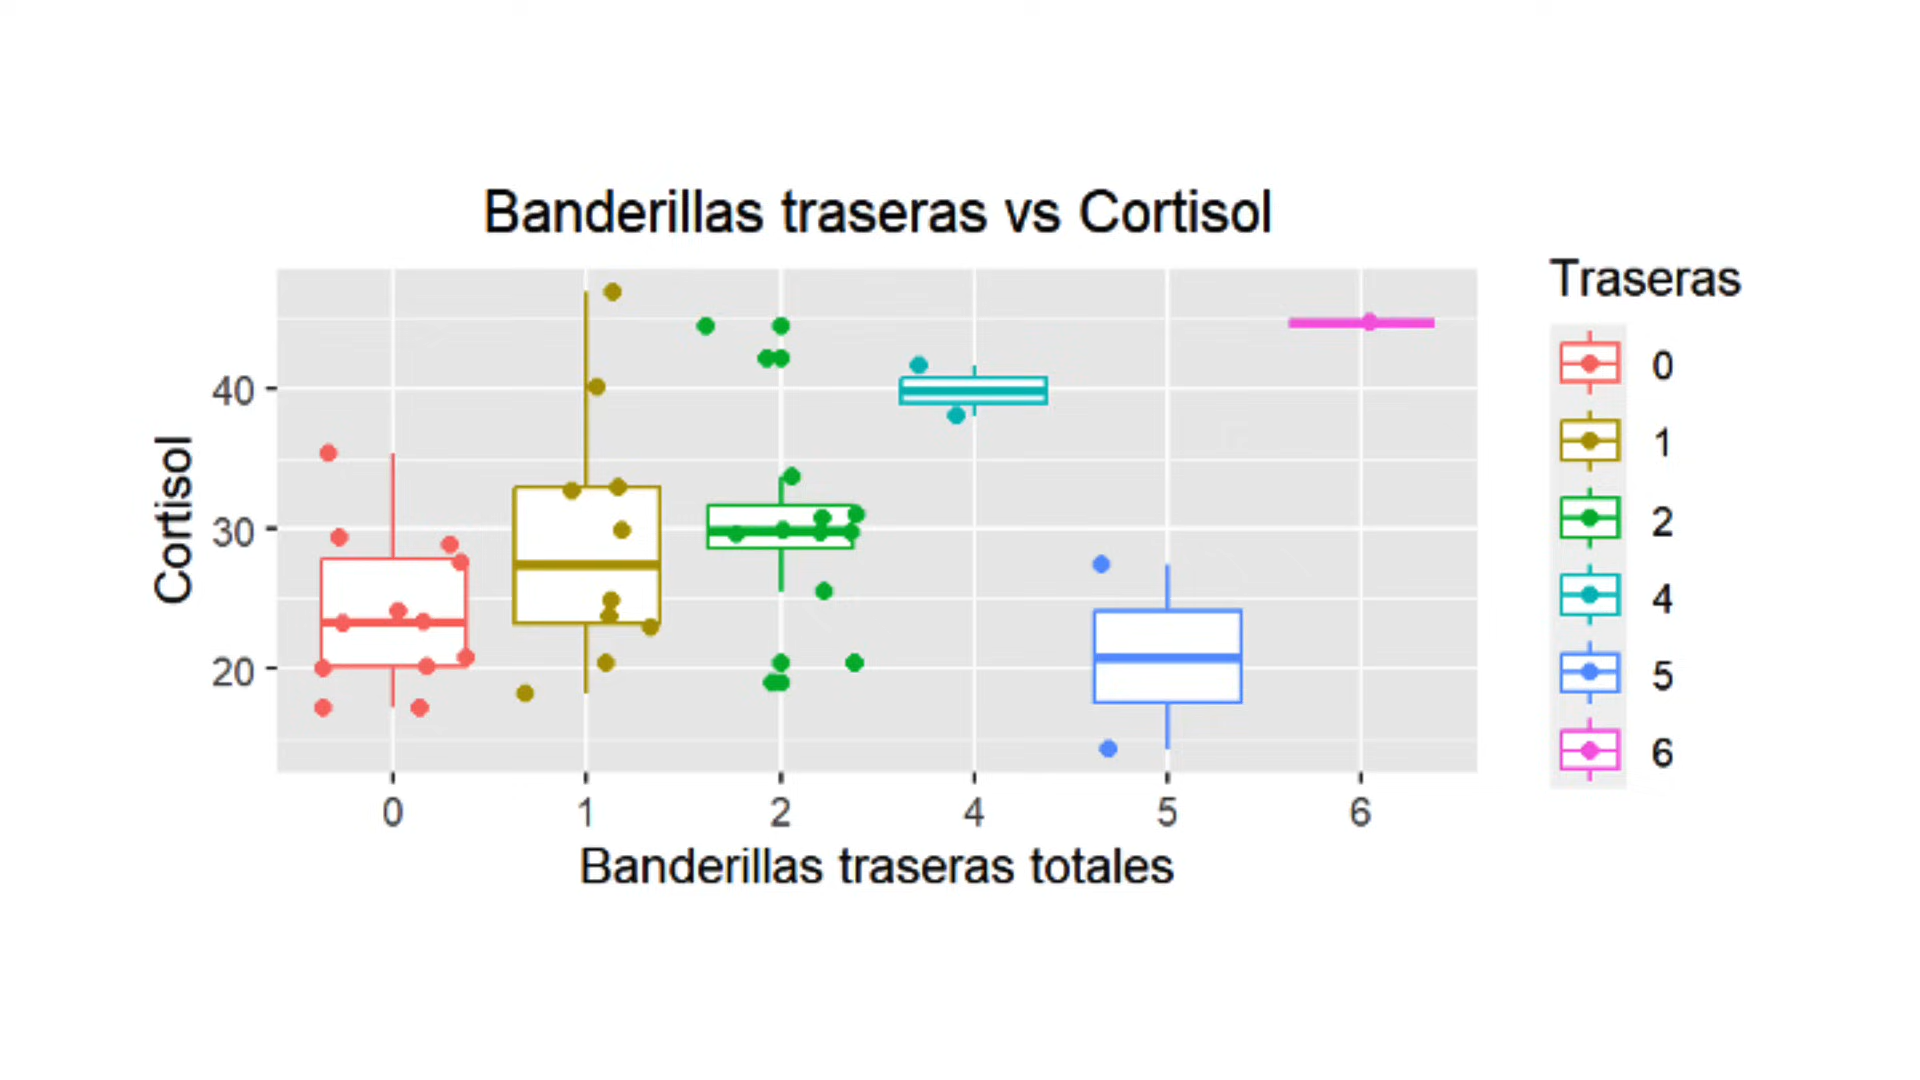 Banderillas traseras vs Cortisol
Traseras
0
1
2
4
5
6
Cortisol
40
30
20
0 1 2 4 5 6
Banderillas traseras totales